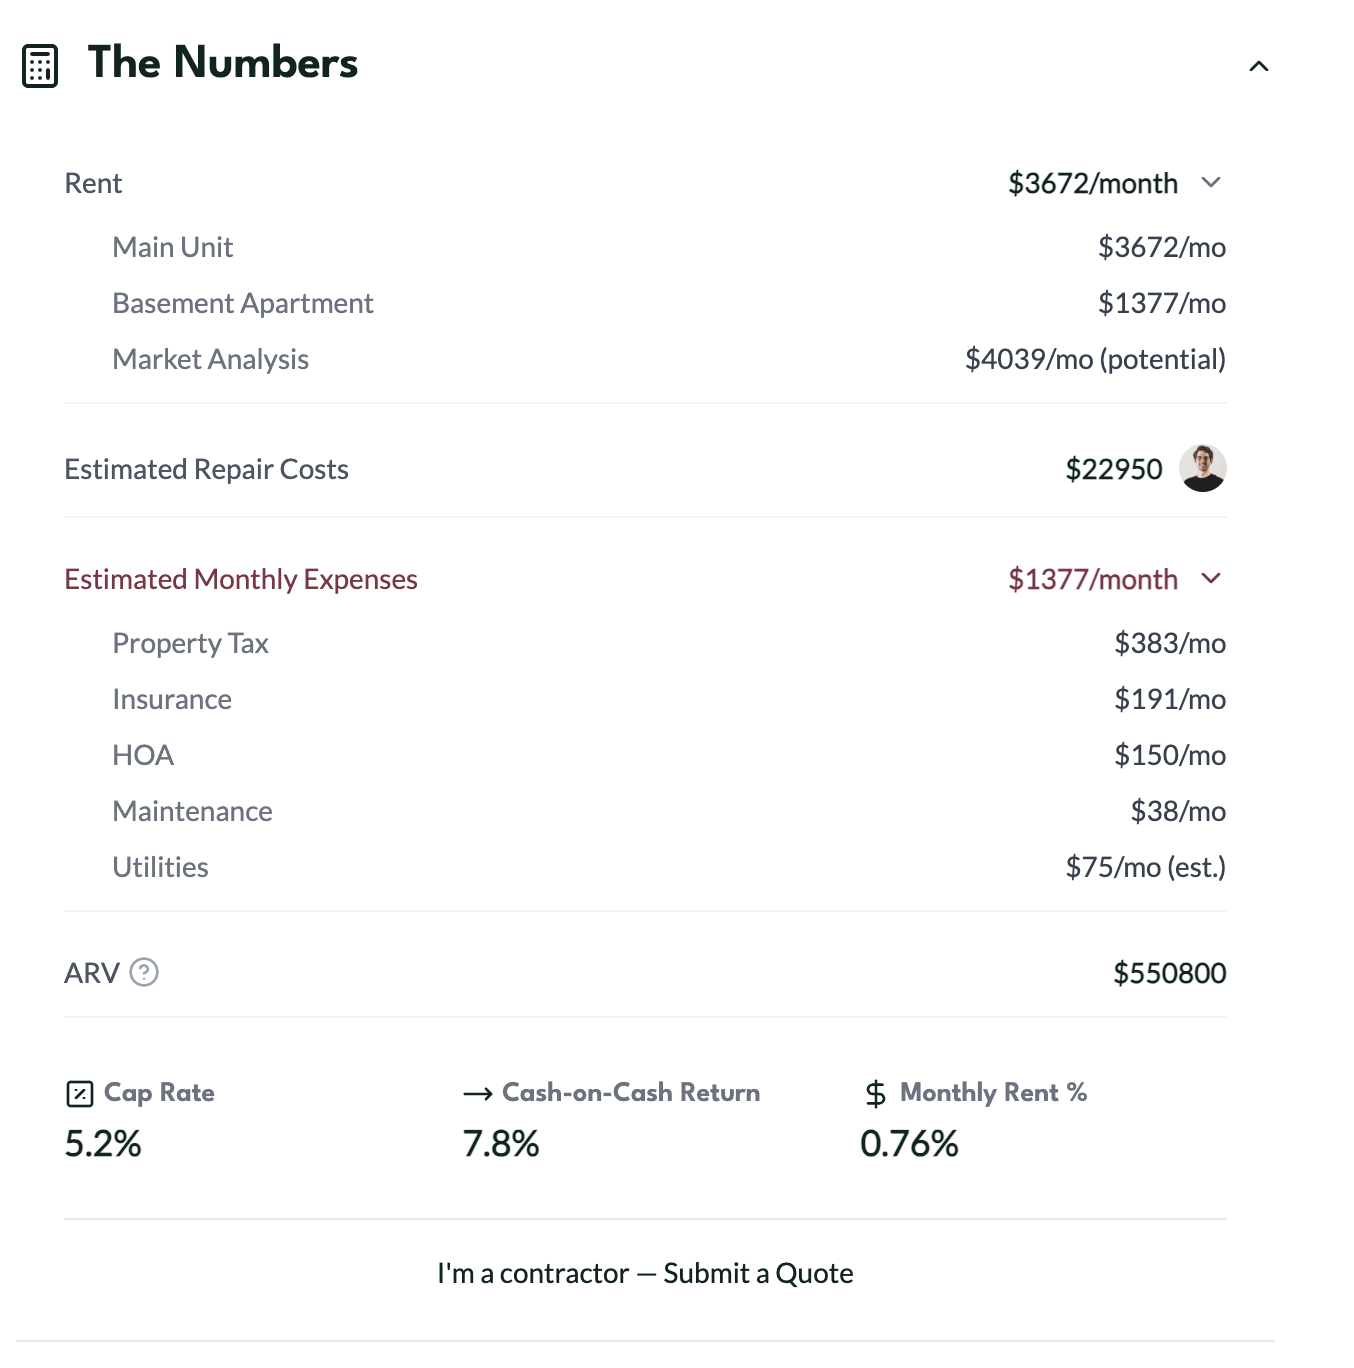 The Numbers
Rent $3672/month
Main Unit $3672/mo
Basement Apartment $1377/mo
Market Analysis $4039/mo (potential)
Estimated Repair Costs $22950
Estimated Monthly Expenses $1377/month
Property Tax $383/mo
Insurance $191/mo
HOA $150/mo
Maintenance $38/mo
Utilities $75/mo (est.)
ARV $550800
Cap Rate Cash-on-Cash Return Monthly Rent %
5.2% 7.8% 0.76%
I'm a contractor — Submit a Quote